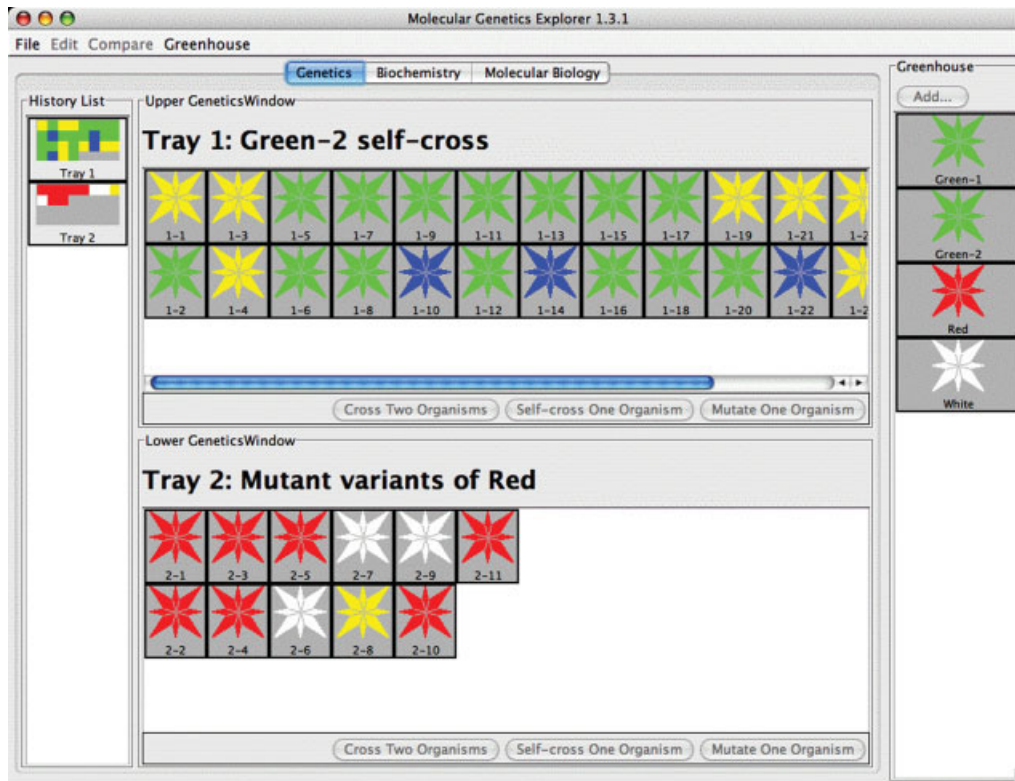 Molecular Genetics Explorer 1.3.1
File Edit Compare Greenhouse
Genetics Biochemistry Molecular Biology
History List
Tray 1
Tray 2
Upper GeneticsWindow
Tray 1: Green-2 self-cross
1-1 1-3 1-5 1-7 1-9 1-11 1-13 1-15 1-17 1-19 1-21 1-2
1-2 1-4 1-6 1-8 1-10 1-12 1-14 1-16 1-18 1-20 1-22 1-2
Cross Two Organisms Self-cross One Organism Mutate One Organism
Lower GeneticsWindow
Tray 2: Mutant variants of Red
2-1 2-3 2-5 2-7 2-9 2-11
2-2 2-4 2-6 2-8 2-10
Cross Two Organisms Self-cross One Organism Mutate One Organism
Greenhouse
Add...
Green-1
Green-2
Red
White